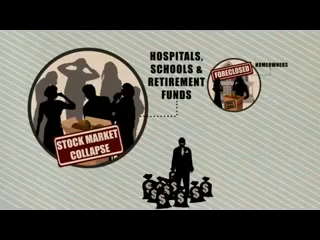 HOSPITALS,
SCHOOLS &
RETIREMENT
FUNDS
FORECLOSED
HOMEOWNERS
STOCK MARKET
COLLAPSE
$ $ $ $ $ $